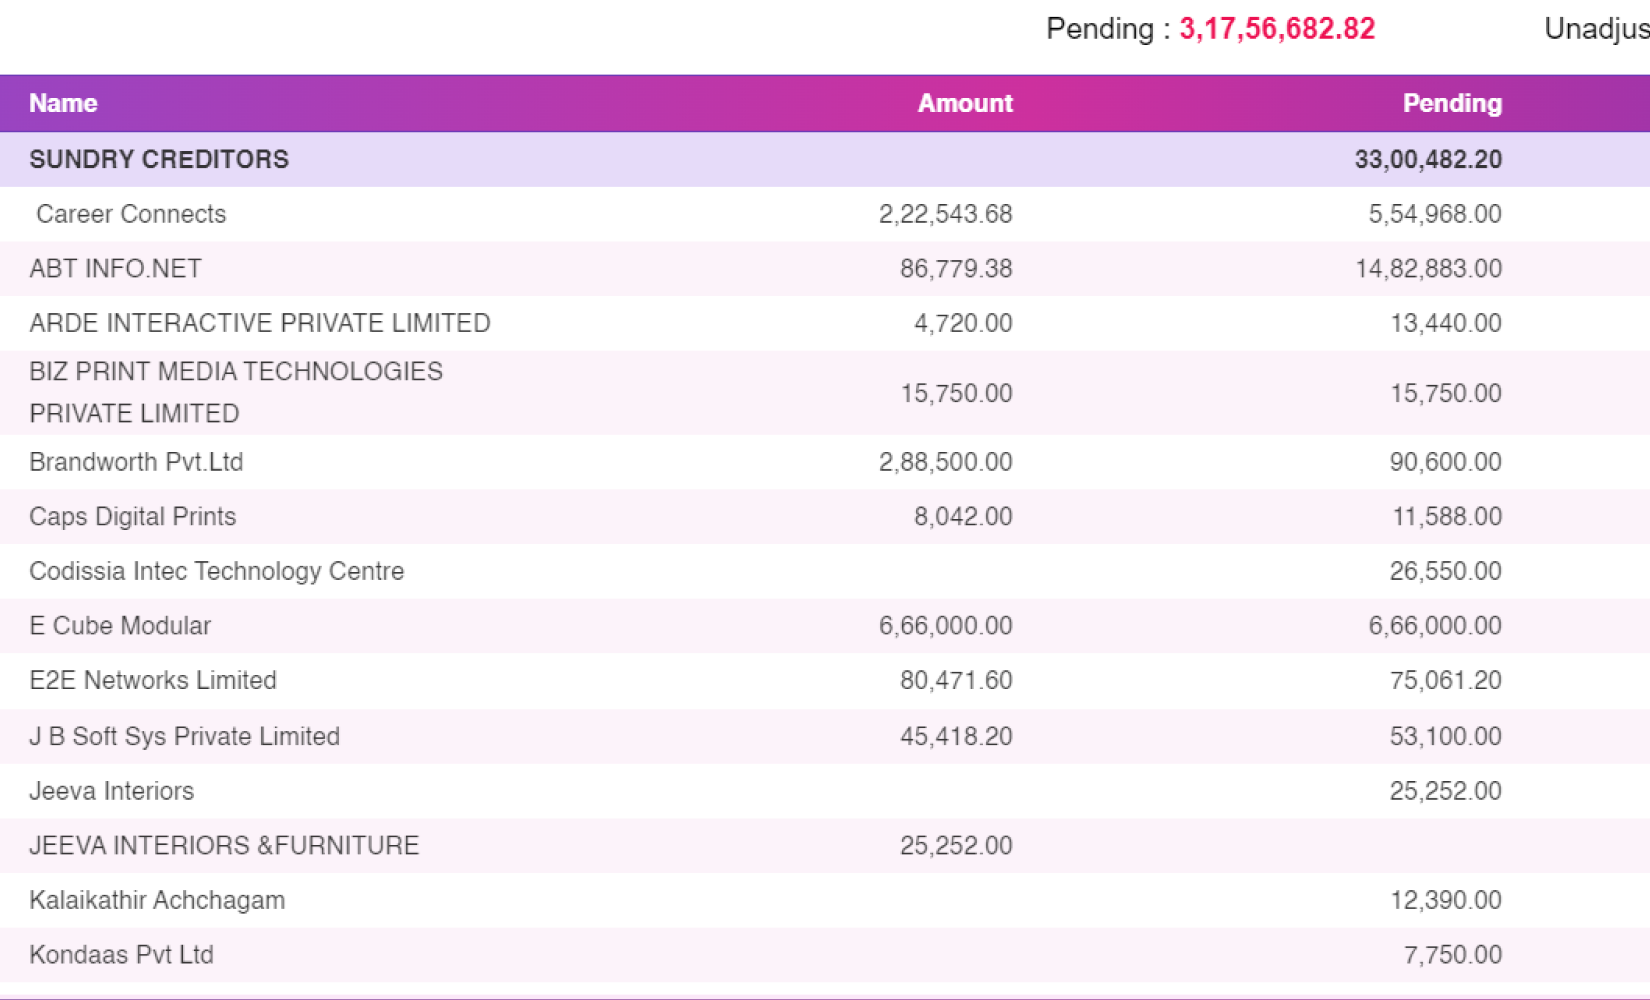 Pending : 3,17,56,682.82 Unadjus
Name Amount Pending
SUNDRY CREDITORS 33,00,482.20
Career Connects 2,22,543.68 5,54,968.00
ABT INFO.NET 86,779.38 14,82,883.00
ARDE INTERACTIVE PRIVATE LIMITED 4,720.00 13,440.00
BIZ PRINT MEDIA TECHNOLOGIES
PRIVATE LIMITED 15,750.00 15,750.00
Brandworth Pvt.Ltd 2,88,500.00 90,600.00
Caps Digital Prints 8,042.00 11,588.00
Codissia Intec Technology Centre 26,550.00
E Cube Modular 6,66,000.00 6,66,000.00
E2E Networks Limited 80,471.60 75,061.20
J B Soft Sys Private Limited 45,418.20 53,100.00
Jeeva Interiors 25,252.00
JEEVA INTERIORS &FURNITURE 25,252.00
Kalaikathir Achchagam 12,390.00
Kondaas Pvt Ltd 7,750.00